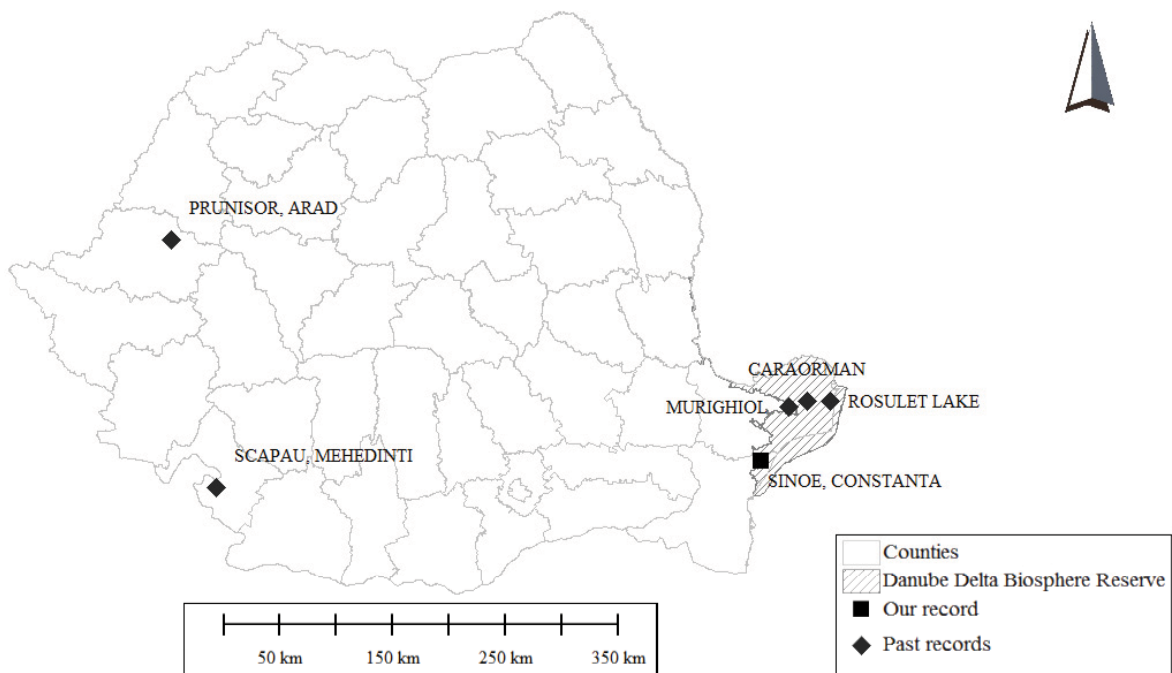 PRUNISOR, ARAD
CARAORMAN
MURIGHIOL
ROSULET LAKE
SCAPAU, MEHEDINTI
SINOE, CONSTANTA
Counties
Danube Delta Biosphere Reserve
Our record
Past records
50 km 150 km 250 km 350 km